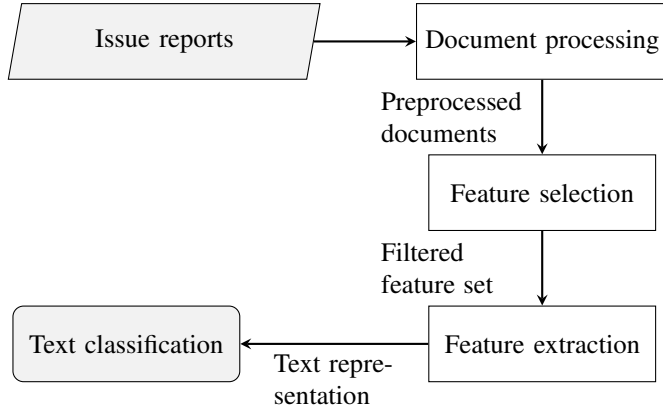 Issue reports
Document processing
Preprocessed
documents
Feature selection
Filtered
feature set
Text classification
Feature extraction
Text repre-
sentation